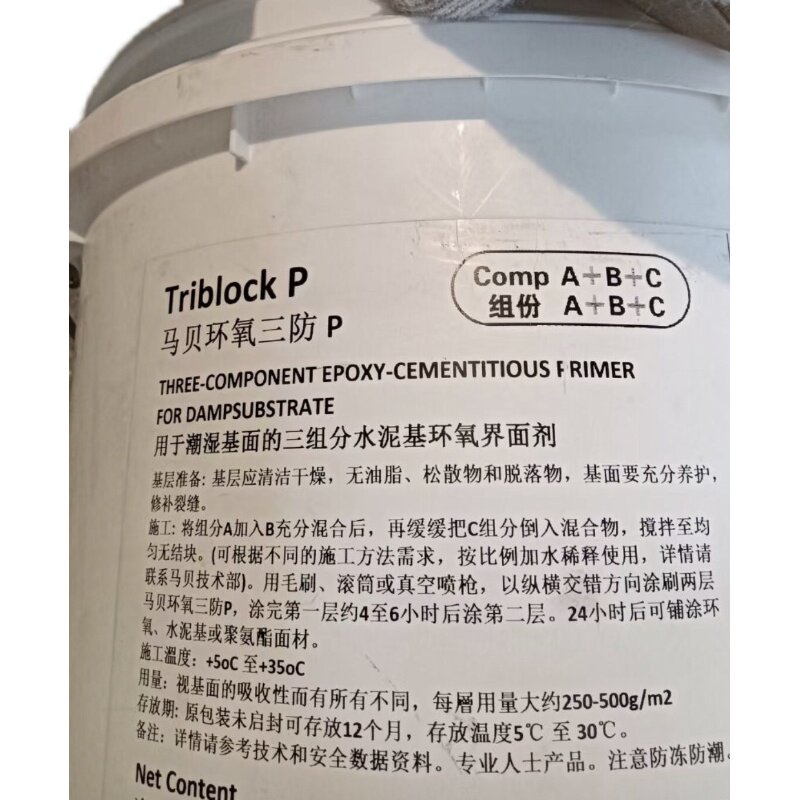 Triblock P
Comp A+B+C
组份 A+B+C
马贝环氧三防 P
THREE-COMPONENT EPOXY-CEMENTITIOUS PRIMER
FOR DAMPSUBSTRATE
用于潮湿基面的三组分水泥基环氧界面剂
基层准备: 基层应清洁干燥，无油脂、松散物和脱落物，基面要充分养护，
修补裂缝。
施工: 将组分A加入B充分混合后，再缓缓把C组分倒入混合物，搅拌至均
匀无结块。(可根据不同的施工方法需求，按比例加水稀释使用，详情请
联系马贝技术部)。用毛刷、滚筒或真空喷枪，以纵横交错方向涂刷两层
马贝环氧三防P，涂完第一层约4至6小时后涂第二层。24小时后可铺涂环
氧、水泥基或聚氨酯面材。
施工溫度: +5oC 至+35oC
用量: 视基面的吸收性而有所有不同，每層用量大约250-500g/m2
存放期: 原包装未启封可存放12个月，存放温度5℃ 至 30℃。
备注: 详情请参考技术和安全数据资料。专业人士产品。注意防冻防潮。
Net Content